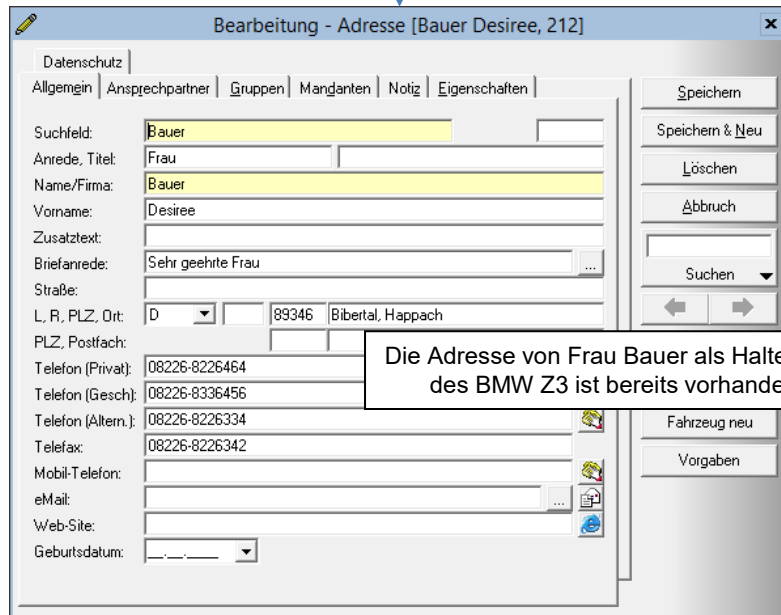 Bearbeitung - Adresse [Bauer Desiree, 212]
Datenschutz
Allgemein Ansprechpartner Gruppen Mandanten Notiz Eigenschaften
Suchfeld: Bauer
Anrede, Titel: Frau
Name/Firma: Bauer
Vorname: Desiree
Zusatztext:
Briefanrede: Sehr geehrte Frau ...
Straße:
L, R, PLZ, Ort: D 89346 Bibertal, Happach
PLZ, Postfach:
Telefon (Privat): 08226-8226464
Telefon (Gesch): 08226-8336456
Telefon (Altern.): 08226-8226334
Telefax: 08226-8226342
Mobil-Telefon:
eMail: ...
Web-Site:
Geburtsdatum: __.__.____
Speichern
Speichern & Neu
Löschen
Abbruch
Suchen
Die Adresse von Frau Bauer als Halte
des BMW Z3 ist bereits vorhande
Fahrzeug neu
Vorgaben